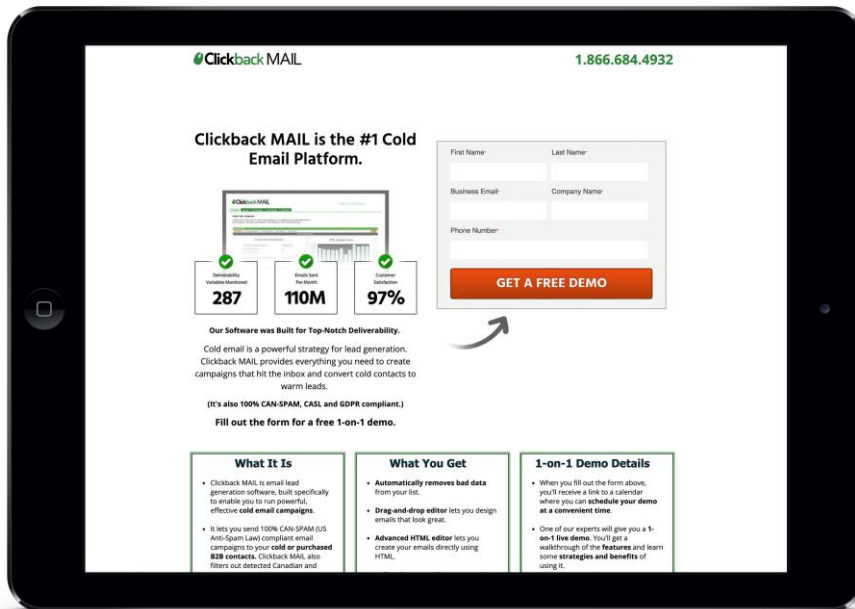 Clickback MAIL
1.866.684.4932
Clickback MAIL is the #1 Cold
Email Platform.
Clickback MAIL
Deliverability
Variables Monitored
287
Emails Sent
Per Month
110M
Customer
Satisfaction
97%
Our Software was Built for Top-Notch Deliverability.
Cold email is a powerful strategy for lead generation.
Clickback MAIL provides everything you need to create
campaigns that hit the inbox and convert cold contacts to
warm leads.
(It's also 100% CAN-SPAM, CASL and GDPR compliant.)
Fill out the form for a free 1-on-1 demo.
First Name*
Last Name*
Business Email*
Company Name*
Phone Number*
GET A FREE DEMO
What It Is
• Clickback MAIL is email lead
generation software, built specifically
to enable you to run powerful,
effective cold email campaigns.
• It lets you send 100% CAN-SPAM (US
Anti-Spam Law) compliant email
campaigns to your cold or purchased
B2B contacts. Clickback MAIL also
filters out detected Canadian and
What You Get
• Automatically removes bad data
from your list.
• Drag-and-drop editor lets you design
emails that look great.
• Advanced HTML editor lets you
create your emails directly using
HTML.
1-on-1 Demo Details
• When you fill out the form above,
you'll receive a link to a calendar
where you can schedule your demo
at a convenient time.
• One of our experts will give you a 1-
on-1 live demo. You'll get a
walkthrough of the features and learn
some strategies and benefits of
using it.